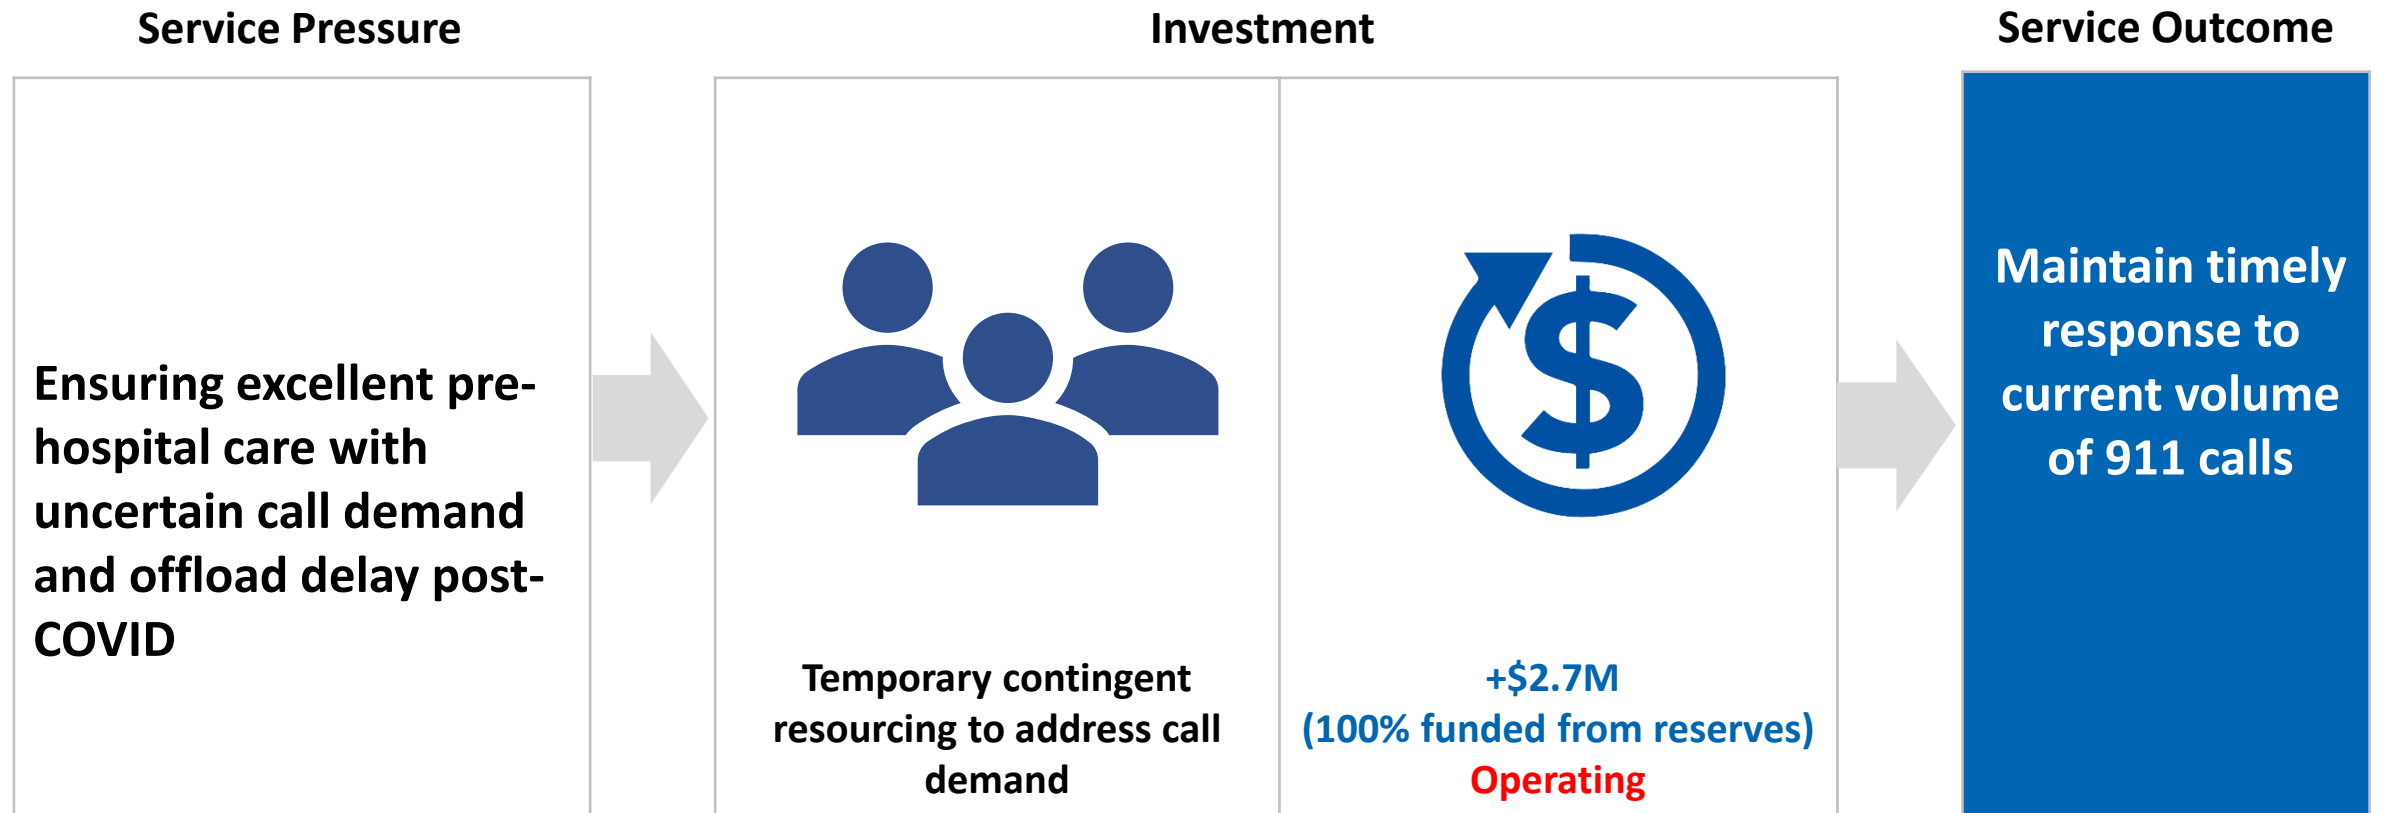 Service Pressure
Investment
Service Outcome
Ensuring excellent pre-
hospital care with
uncertain call demand
and offload delay post-
COVID
$
Temporary contingent
resourcing to address call
demand
+$2.7M
(100% funded from reserves)
Operating
Maintain timely
response to
current volume
of 911 calls